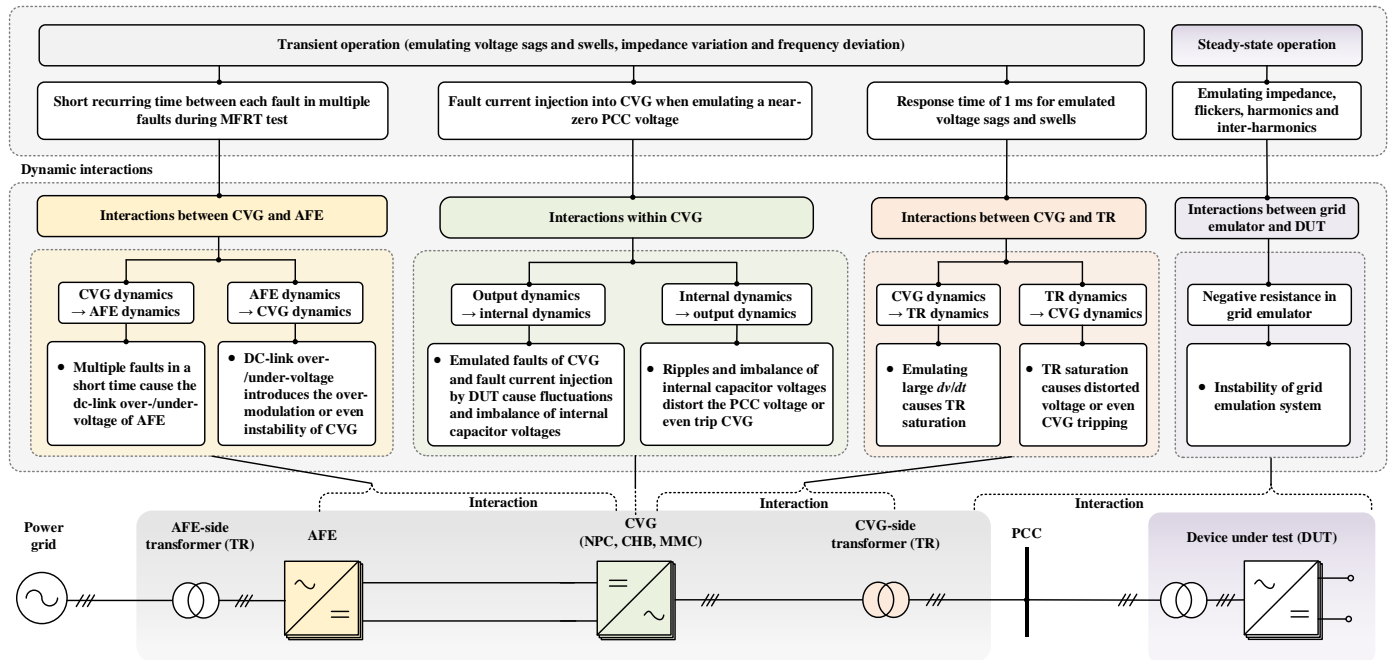 Transient operation (emulating voltage sags and swells, impedance variation and frequency deviation)
Steady-state operation
Short recurring time between each fault in multiple
faults during MFRT test
Fault current injection into CVG when emulating a near-
zero PCC voltage
Response time of 1 ms for emulated
voltage sags and swells
Emulating impedance,
flickers, harmonics and
inter-harmonics
Dynamic interactions
Interactions between CVG and AFE
Interactions within CVG
Interactions between CVG and TR
Interactions between grid
emulator and DUT
CVG dynamics
→ AFE dynamics
AFE dynamics
→ CVG dynamics
Output dynamics
→ internal dynamics
Internal dynamics
→ output dynamics
CVG dynamics
→ TR dynamics
TR dynamics
→ CVG dynamics
Negative resistance in
grid emulator
• Multiple faults in a
short time cause the
dc-link over-/under-
voltage of AFE
• DC-link over-
/under-voltage
introduces the over-
modulation or even
instability of CVG
• Emulated faults of CVG
and fault current injection
by DUT cause fluctuations
and imbalance of internal
capacitor voltages
• Ripples and imbalance of
internal capacitor voltages
distort the PCC voltage or
even trip CVG
• Emulating
large dv/dt
causes TR
saturation
• TR saturation
causes distorted
voltage or even
CVG tripping
• Instability of grid
emulation system
Interaction
Interaction
Interaction
Power
grid
AFE-side
transformer (TR)
AFE
CVG
(NPC, CHB, MMC)
CVG-side
transformer (TR)
PCC
Device under test (DUT)